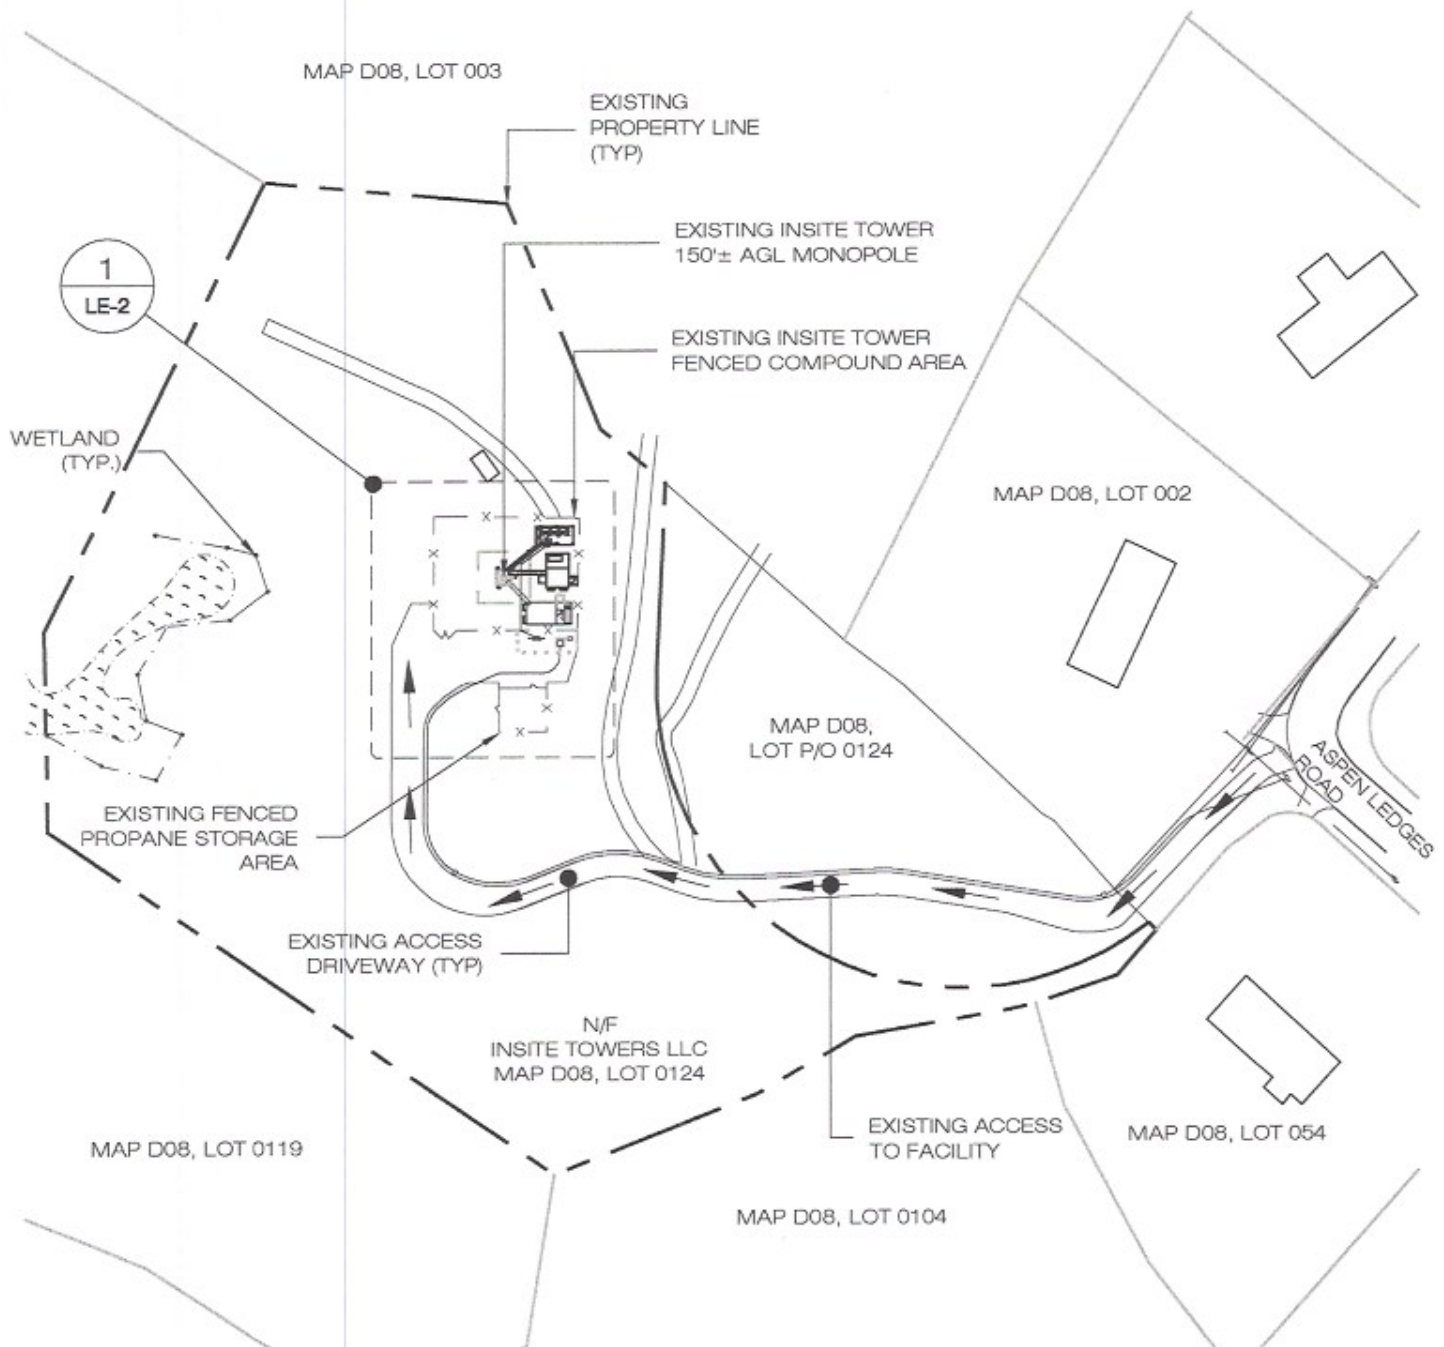 MAP D08, LOT 003
EXISTING
PROPERTY LINE
(TYP)
EXISTING INSITE TOWER
150'± AGL MONOPOLE
1
LE-2
EXISTING INSITE TOWER
FENCED COMPOUND AREA
WETLAND
(TYP.)
MAP D08, LOT 002
MAP D08,
LOT P/O 0124
ASPEN LEDGES
ROAD
EXISTING FENCED
PROPANE STORAGE
AREA
EXISTING ACCESS
DRIVEWAY (TYP)
N/F
INSITE TOWERS LLC
MAP D08, LOT 0124
EXISTING ACCESS
TO FACILITY
MAP D08, LOT 054
MAP D08, LOT 0119
MAP D08, LOT 0104